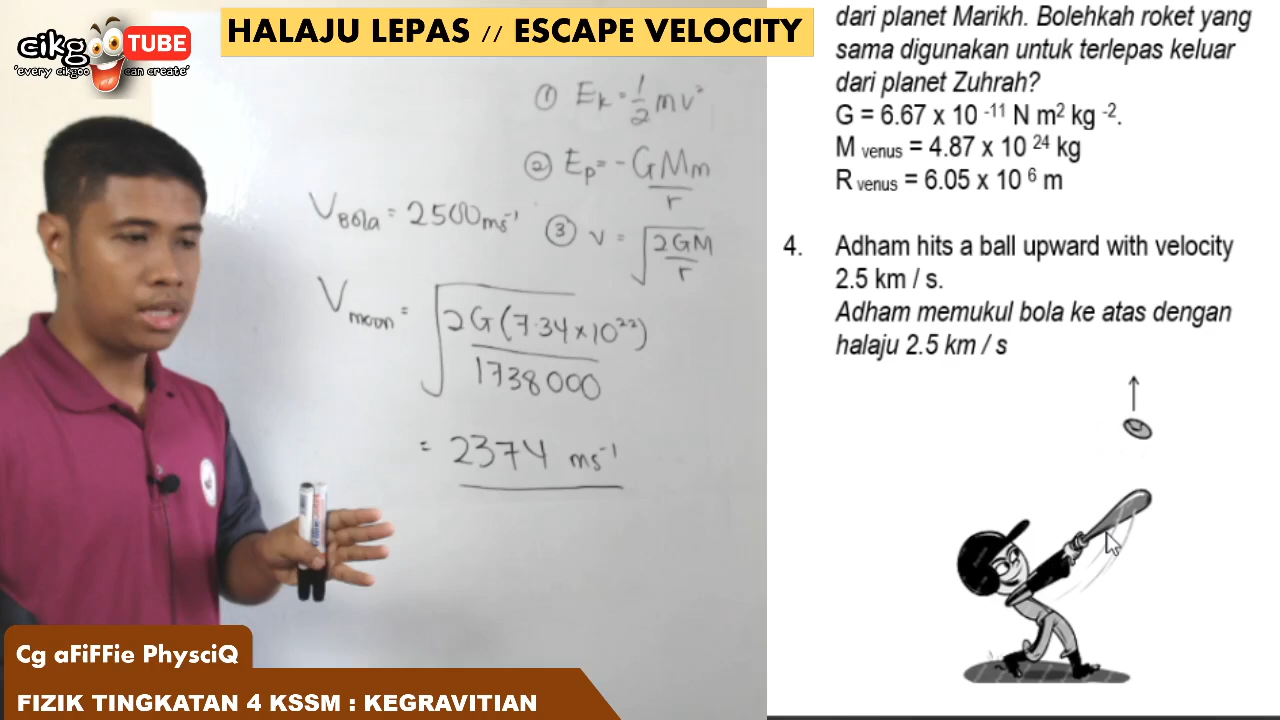 cikgoo TUBE
'every cikgoo can create'
HALAJU LEPAS // ESCAPE VELOCITY
① Ek = 1/2 mv²
② Ep = - GMm/r
V Bola = 2500 ms⁻¹
③ v = √(2GM/r)
V moon = √(2G(7.34×10²²)/1738000)
= 2374 ms⁻¹
dari planet Marikh. Bolehkah roket yang
sama digunakan untuk terlepas keluar
dari planet Zuhrah?
G = 6.67 x 10 ⁻¹¹ N m² kg ⁻².
M venus = 4.87 x 10 ²⁴ kg
R venus = 6.05 x 10 ⁶ m
4. Adham hits a ball upward with velocity
2.5 km / s.
Adham memukul bola ke atas dengan
halaju 2.5 km / s
Cg aFiFFie PhysciQ
FIZIK TINGKATAN 4 KSSM : KEGRAVITIAN